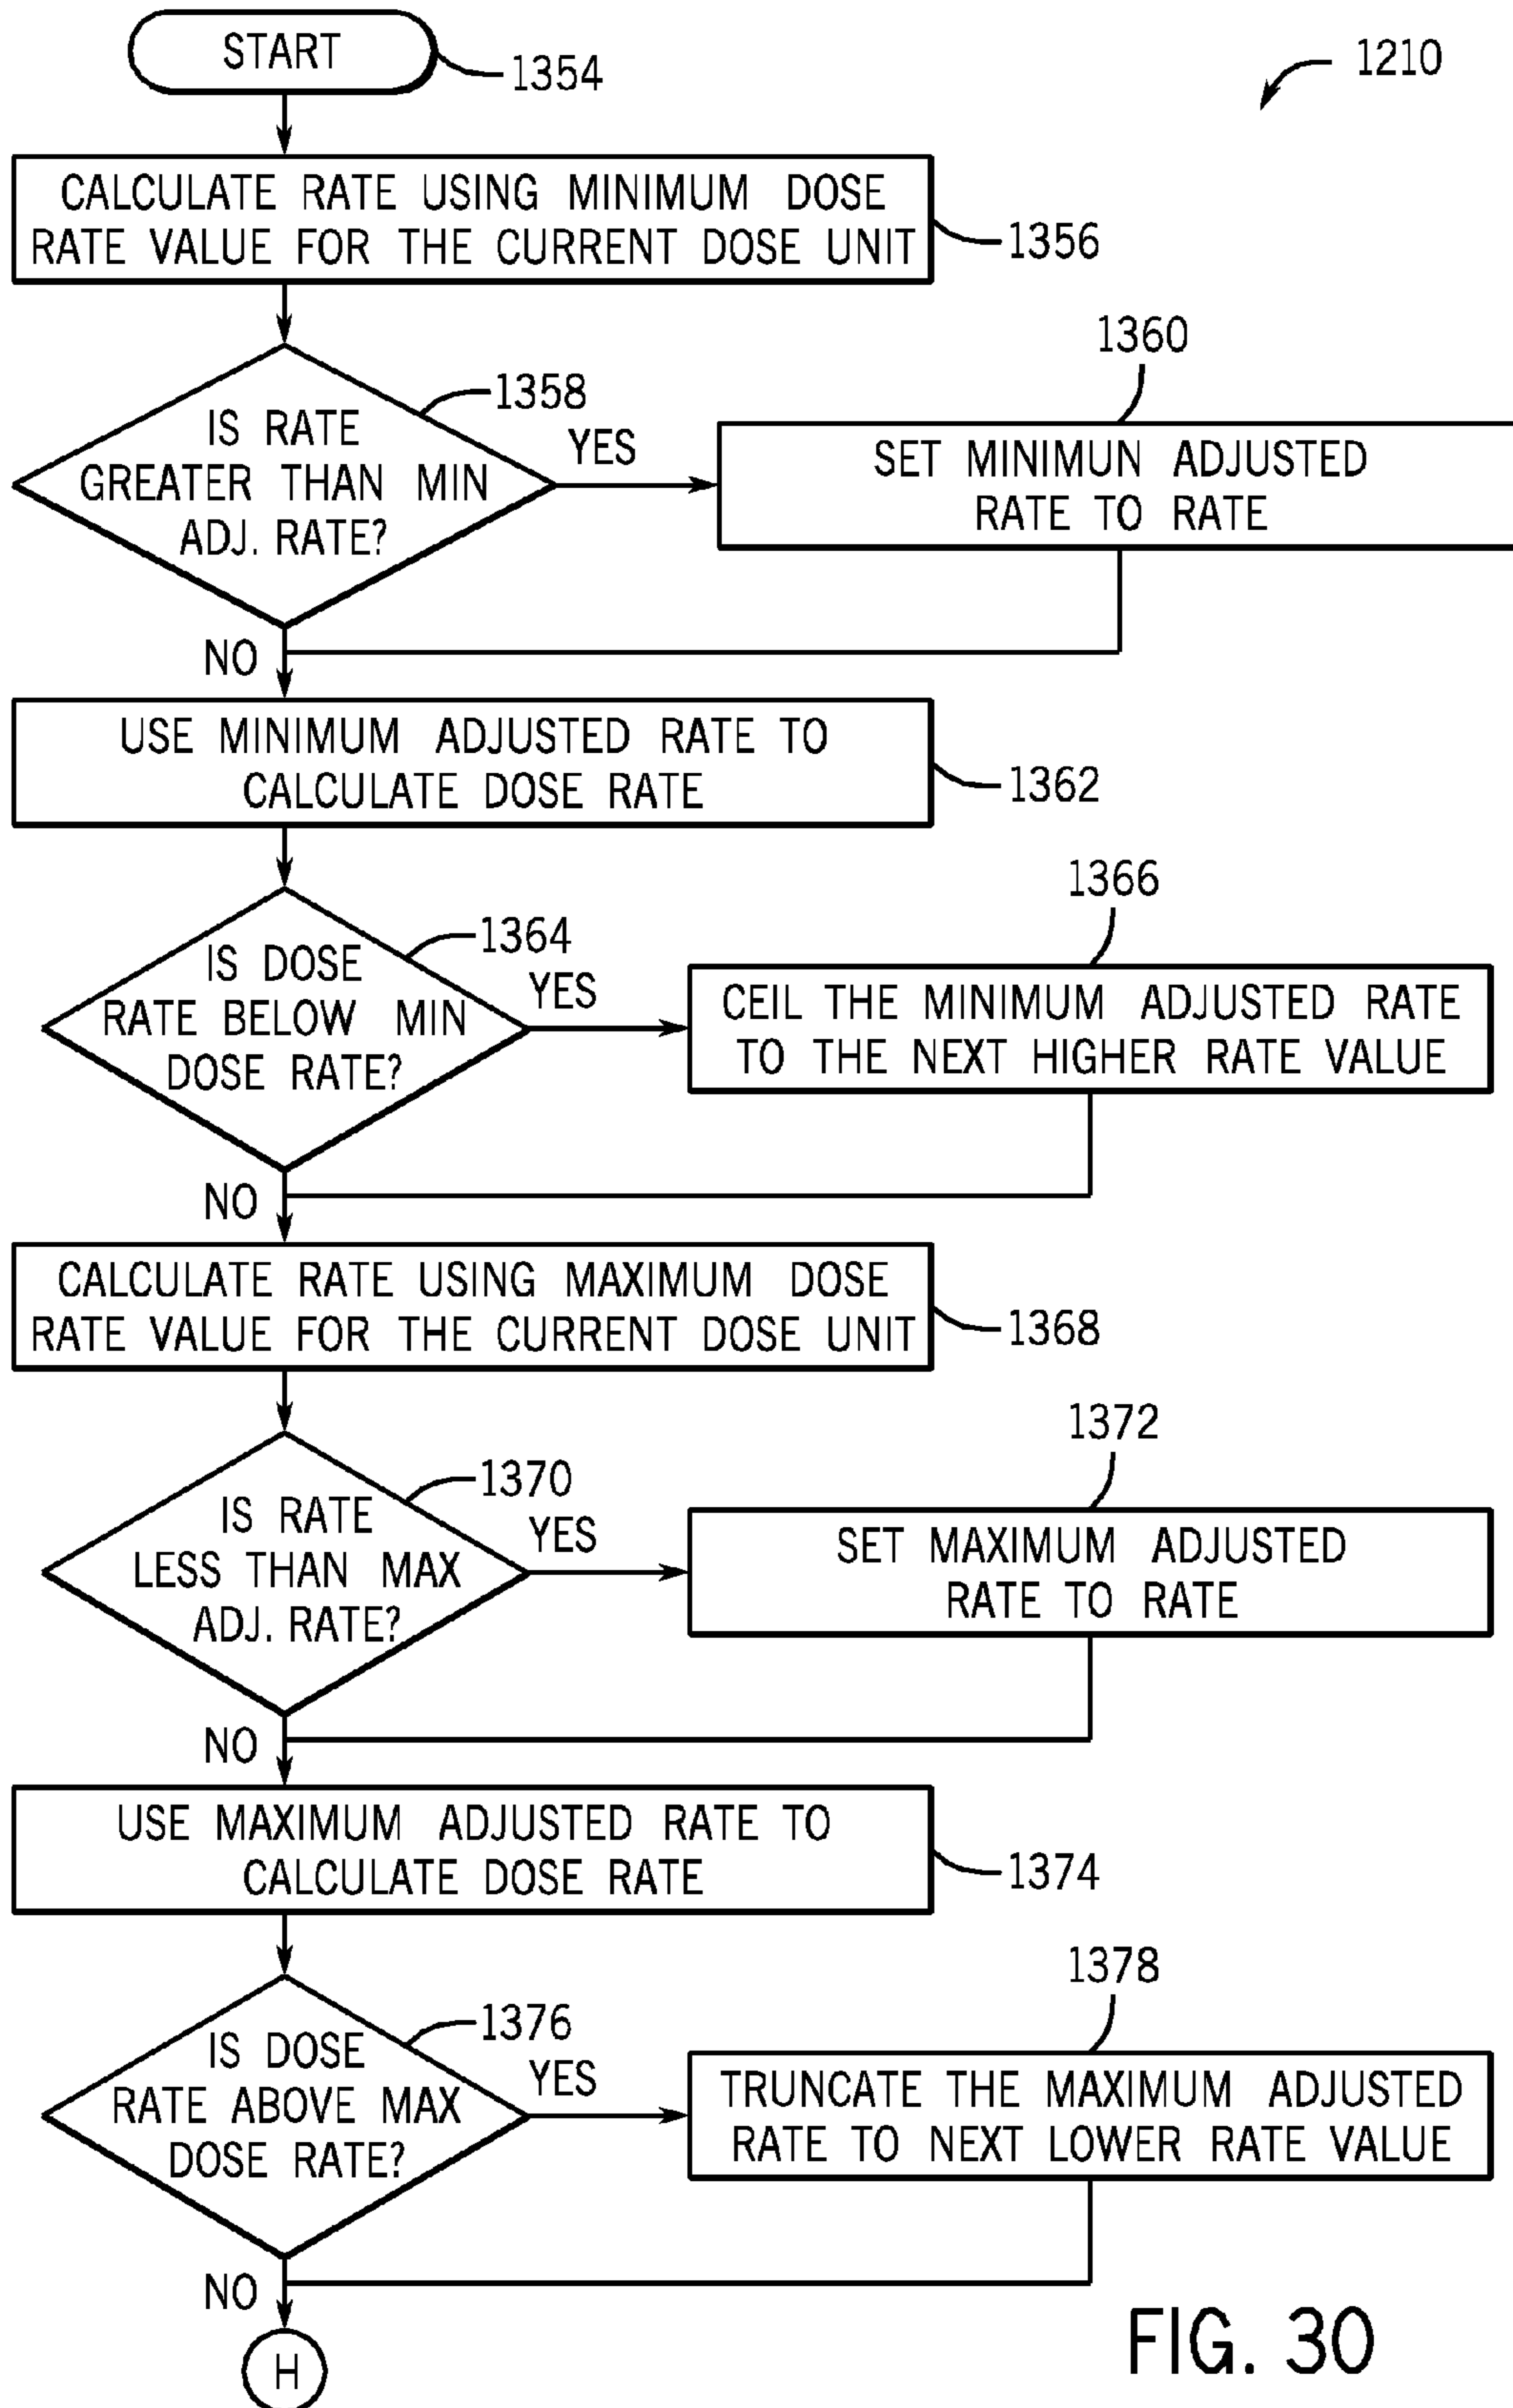 START
1354
1210
CALCULATE RATE USING MINIMUM DOSE
RATE VALUE FOR THE CURRENT DOSE UNIT
1356
1358
IS RATE
GREATER THAN MIN
ADJ. RATE?
YES
1360
SET MINIMUN ADJUSTED
RATE TO RATE
NO
USE MINIMUM ADJUSTED RATE TO
CALCULATE DOSE RATE
1362
1364
IS DOSE
RATE BELOW MIN
DOSE RATE?
YES
1366
CEIL THE MINIMUM ADJUSTED RATE
TO THE NEXT HIGHER RATE VALUE
NO
CALCULATE RATE USING MAXIMUM DOSE
RATE VALUE FOR THE CURRENT DOSE UNIT
1368
1370
IS RATE
LESS THAN MAX
ADJ. RATE?
YES
1372
SET MAXIMUM ADJUSTED
RATE TO RATE
NO
USE MAXIMUM ADJUSTED RATE TO
CALCULATE DOSE RATE
1374
1376
IS DOSE
RATE ABOVE MAX
DOSE RATE?
YES
1378
TRUNCATE THE MAXIMUM ADJUSTED
RATE TO NEXT LOWER RATE VALUE
NO
H
FIG. 30